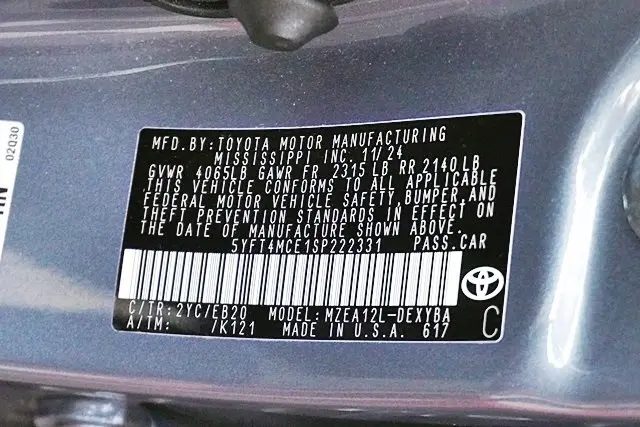 02030
MFD.BY:TOYOTA MOTOR MANUFACTURING
MISSISSIPPI INC. 11/24
GVWR 4065LB GAWR FR 2315LB RR 2140LB
THIS VEHICLE CONFORMS TO ALL APPLICABLE
FEDERAL MOTOR VEHICLE SAFETY,BUMPER,AND
THEFT PREVENTION STANDARDS IN EFFECT ON
THE DATE OF MANUFACTURE SHOWN ABOVE.
5YFT4MCE1SP222331 PASS.CAR
C/TR:2YC/EB20 MODEL:MZEA12L-DEXYBA
A/TM: /K121 MADE IN U.S.A. 617
C